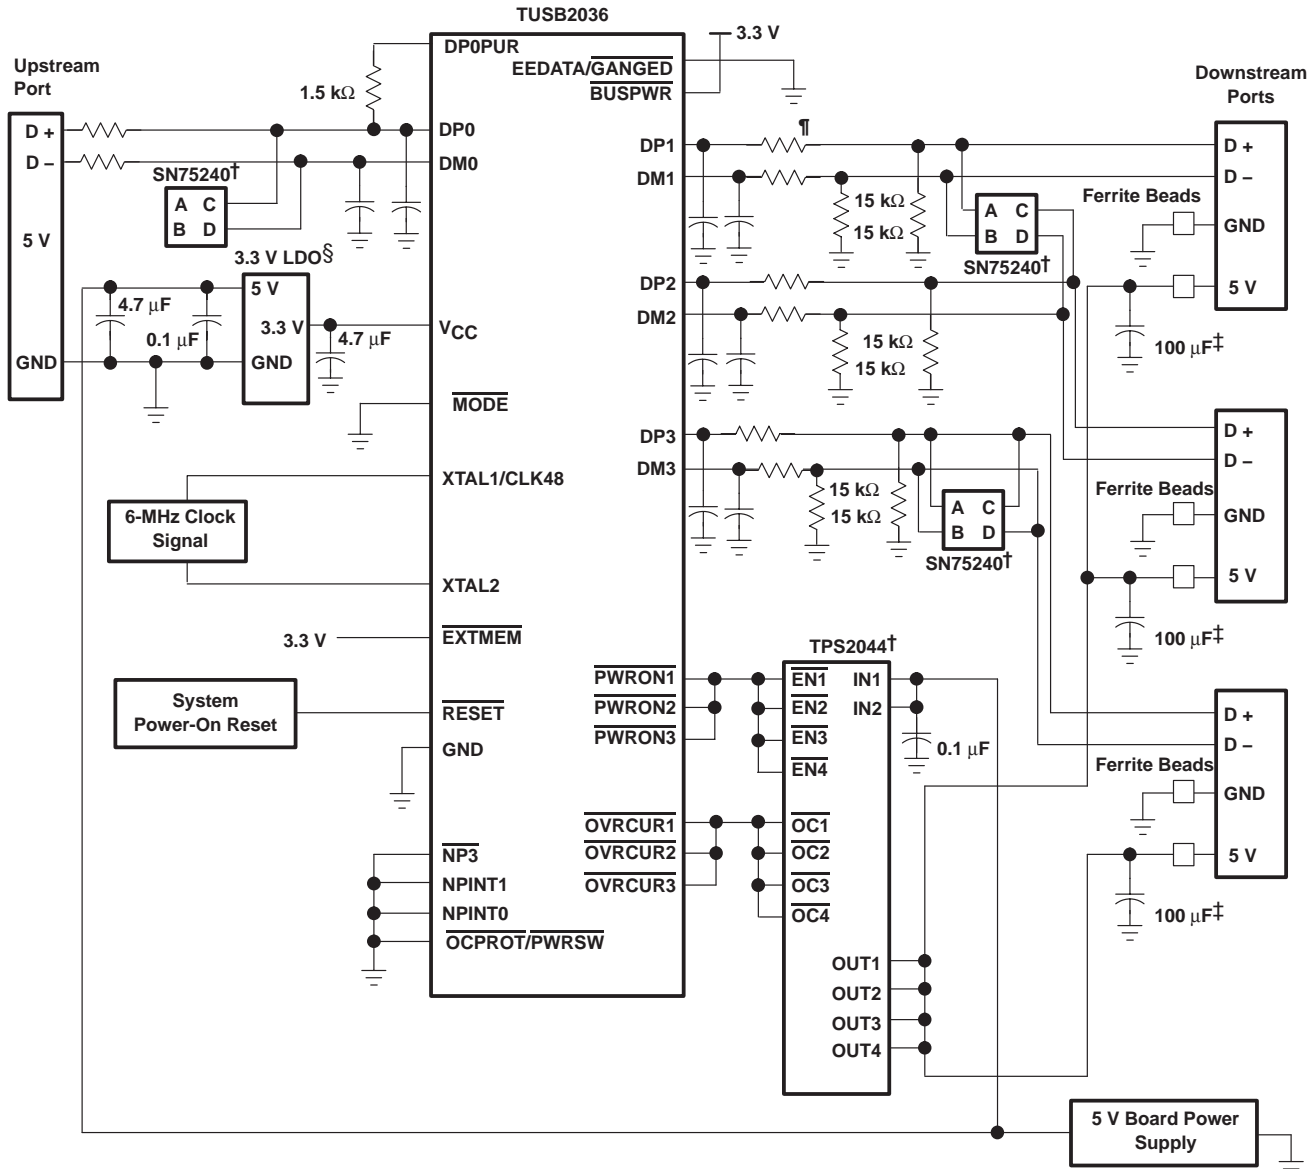 TUSB2036
Upstream
Port
D +
D –
5 V
GND
1.5 kΩ
SN75240†
A C
B D
3.3 V LDO§
5 V
3.3 V
GND
4.7 μF
0.1 μF
4.7 μF
6-MHz Clock
Signal
3.3 V
System
Power-On Reset
DP0PUR
DP0
DM0
VCC
MODE
XTAL1/CLK48
XTAL2
EXTMEM
RESET
GND
NP3
NPINT1
NPINT0
OCPROT/PWRSW
EEDATA/GANGED
BUSPWR
DP1
DM1
DP2
DM2
DP3
DM3
PWRON1
PWRON2
PWRON3
OVRCUR1
OVRCUR2
OVRCUR3
3.3 V
¶
15 kΩ
15 kΩ
A C
B D
SN75240†
15 kΩ
15 kΩ
15 kΩ
15 kΩ
A C
B D
SN75240†
TPS2044†
EN1
EN2
EN3
EN4
OC1
OC2
OC3
OC4
IN1
IN2
OUT1
OUT2
OUT3
OUT4
0.1 μF
Downstream
Ports
D +
D –
Ferrite Beads
GND
5 V
100 μF‡
D +
D –
Ferrite Beads
GND
5 V
100 μF‡
D +
D –
Ferrite Beads
GND
5 V
100 μF‡
5 V Board Power
Supply